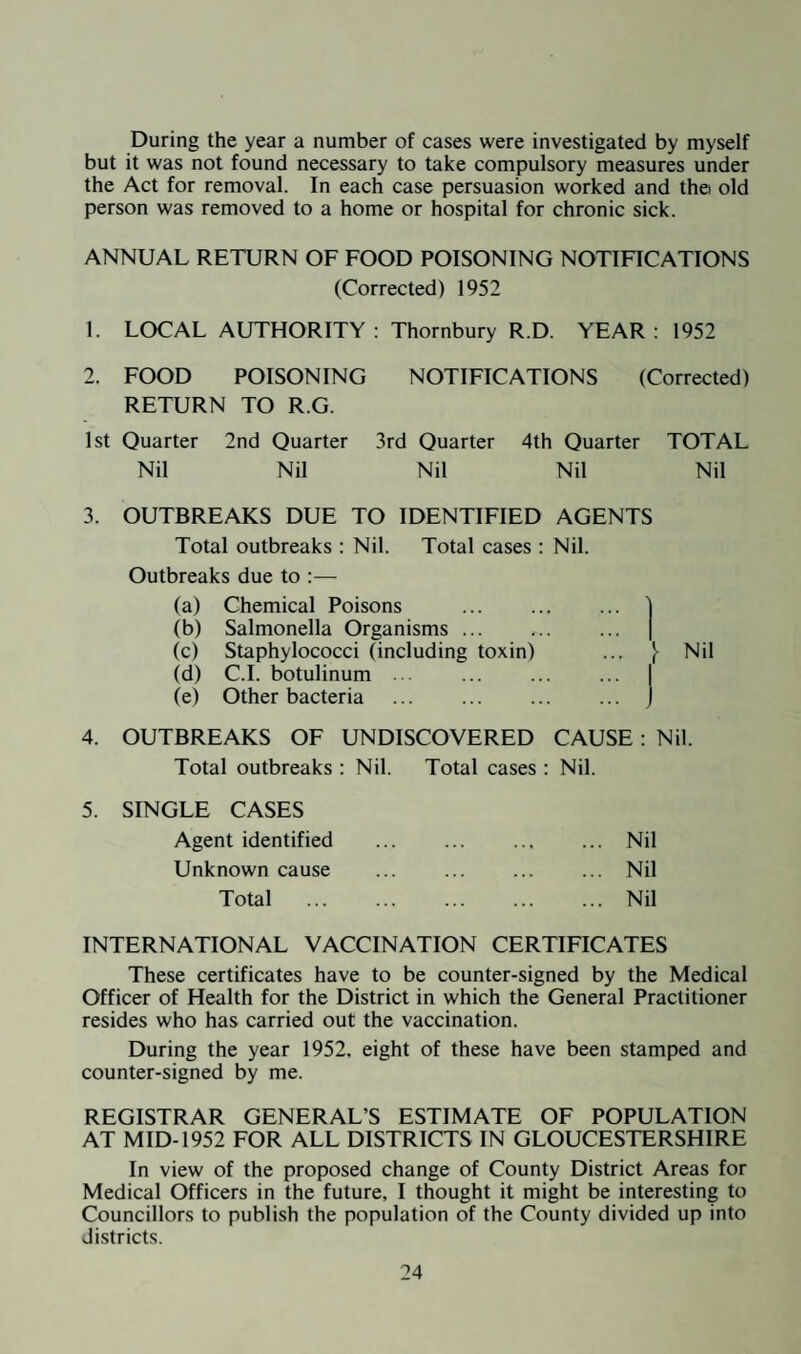 During the year a number of cases were investigated by myself
but it was not found necessary to take compulsory measures under
the Act for removal. In each case persuasion worked and the old
person was removed to a home or hospital for chronic sick.
ANNUAL RETURN OF FOOD POISONING NOTIFICATIONS
(Corrected) 1952
1. LOCAL AUTHORITY : Thornbury R.D. YEAR : 1952
2. FOOD POISONING NOTIFICATIONS (Corrected)
RETURN TO R.G.
1st Quarter 2nd Quarter 3rd Quarter 4th Quarter TOTAL
Nil Nil Nil Nil Nil
3. OUTBREAKS DUE TO IDENTIFIED AGENTS
Total outbreaks : Nil. Total cases : Nil.
Outbreaks due to :—
(a) Chemical Poisons ... ... ...
(b) Salmonella Organisms ... ... ...
(c) Staphylococci (including toxin) ... } Nil
(d) C.I. botulinum ... ... ... ...
(e) Other bacteria ... ... ... ...
4. OUTBREAKS OF UNDISCOVERED CAUSE : Nil.
Total outbreaks : Nil. Total cases : Nil.
5. SINGLE CASES
Agent identified ... ... ... ... Nil
Unknown cause ... ... ... ... Nil
Total ... ... ... ... ... Nil
INTERNATIONAL VACCINATION CERTIFICATES
These certificates have to be counter-signed by the Medical
Officer of Health for the District in which the General Practitioner
resides who has carried out the vaccination.
During the year 1952, eight of these have been stamped and
counter-signed by me.
REGISTRAR GENERAL'S ESTIMATE OF POPULATION
AT MID-1952 FOR ALL DISTRICTS IN GLOUCESTERSHIRE
In view of the proposed change of County District Areas for
Medical Officers in the future, I thought it might be interesting to
Councillors to publish the population of the County divided up into
districts.
24